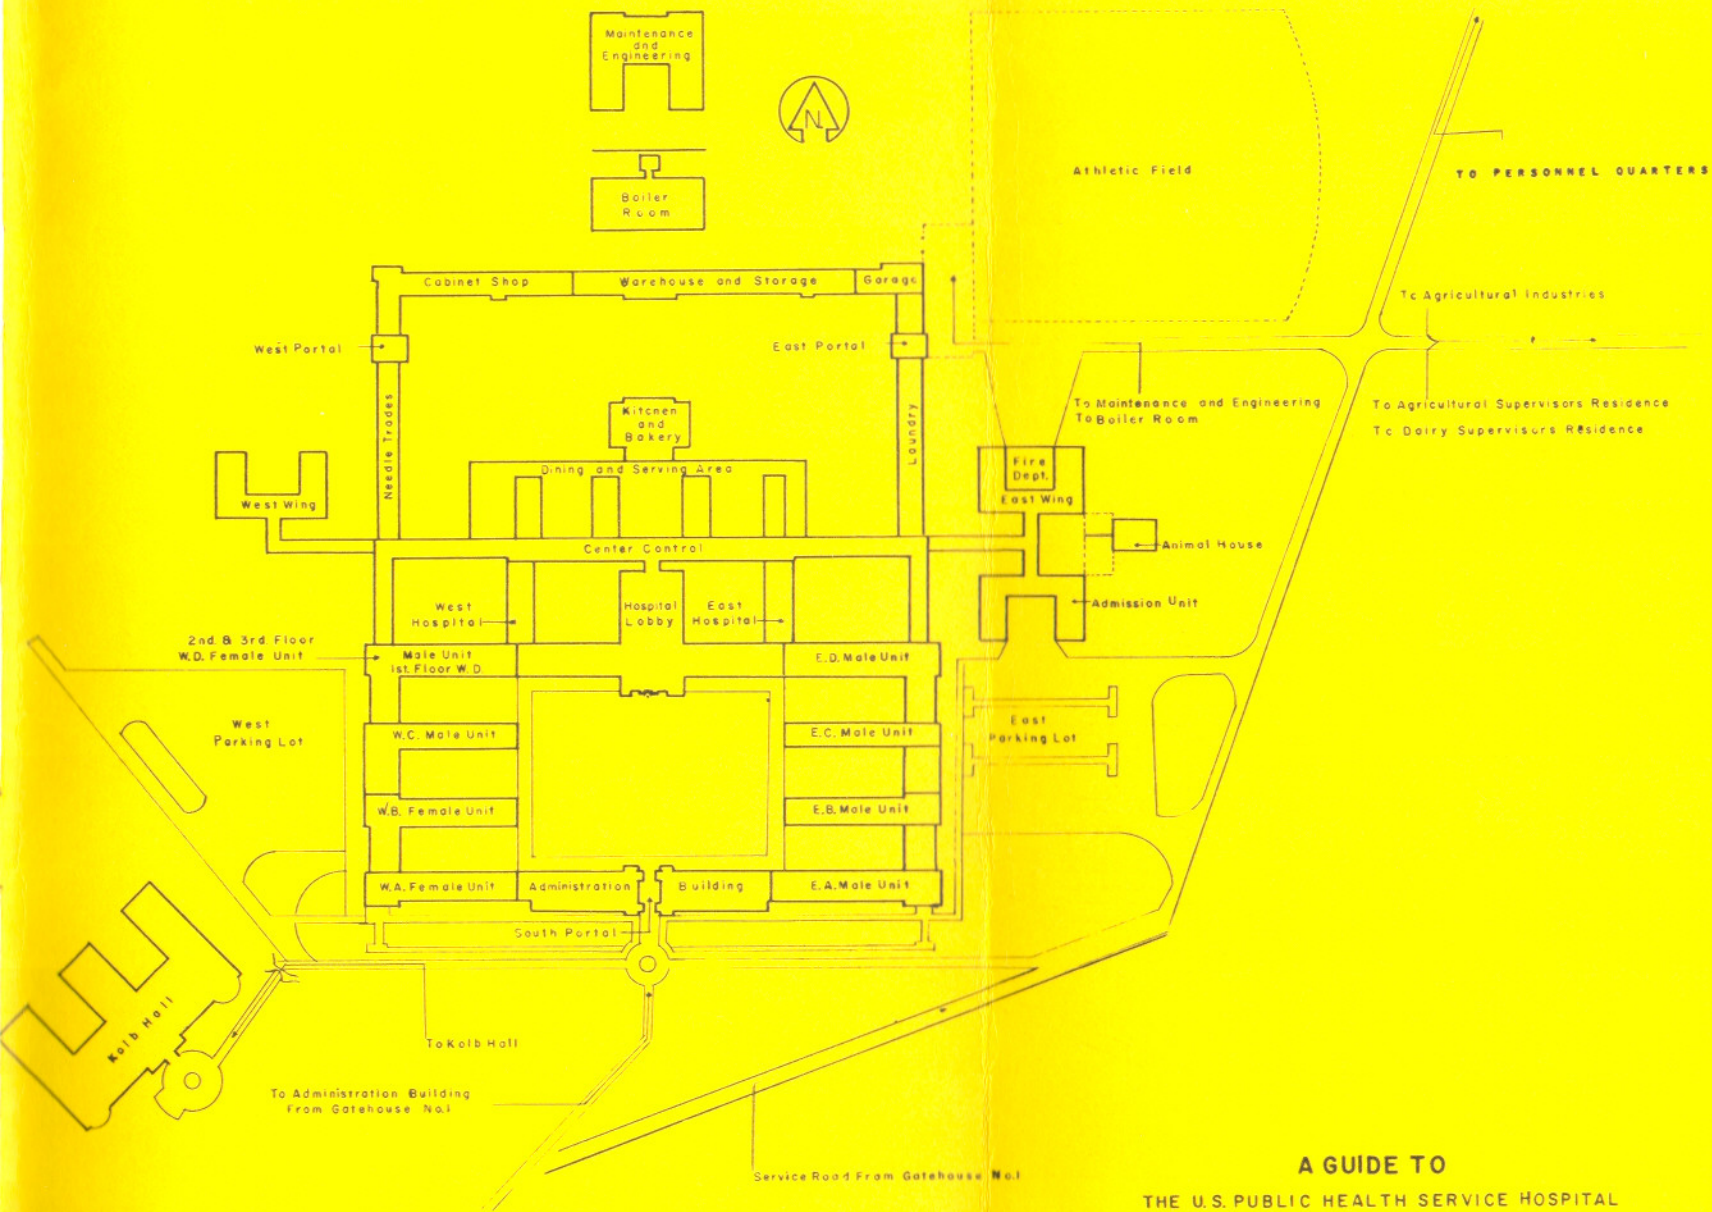 Maintenance
and
Engineering
N
Boiler
Room
Athletic Field
TO PERSONNEL QUARTERS
Cabinet Shop
Warehouse and Storage
Garage
To Agricultural Industries
West Portal
East Portal
Needle Trades
Kitchen
and
Bakery
Laundry
To Maintenance and Engineering
To Boiler Room
To Agricultural Supervisors Residence
To Dairy Supervisors Residence
Dining and Serving Area
Fire
Dept.
East Wing
West Wing
Center Control
Animal House
West
Hospital
Hospital
Lobby
East
Hospital
Admission Unit
2nd. & 3rd. Floor
W.D. Female Unit
Male Unit
1st. Floor W.D.
E.D. Male Unit
West
Parking Lot
W.C. Male Unit
E.C. Male Unit
East
Parking Lot
W.B. Female Unit
E.B. Male Unit
W.A. Female Unit
Administration
Building
E.A. Male Unit
South Portal
Kolb Hall
To Kolb Hall
To Administration Building
From Gatehouse No.1
Service Road From Gatehouse No.1
A GUIDE TO
THE U.S. PUBLIC HEALTH SERVICE HOSPITAL